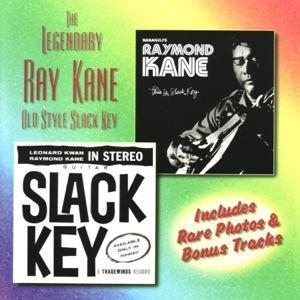 The
Legendary
Ray Kane
Old Style Slack Key
NANAKULI'S
RAYMOND
KANE
This is Slack Key
LEONARD KWAN
RAYMOND KANE
IN STEREO
GUITAR
SLACK
KEY
AVAILABLE
ONLY IN
HAWAII
A TRADEWINDS RECORD
Includes
Rare Photos &
Bonus Tracks